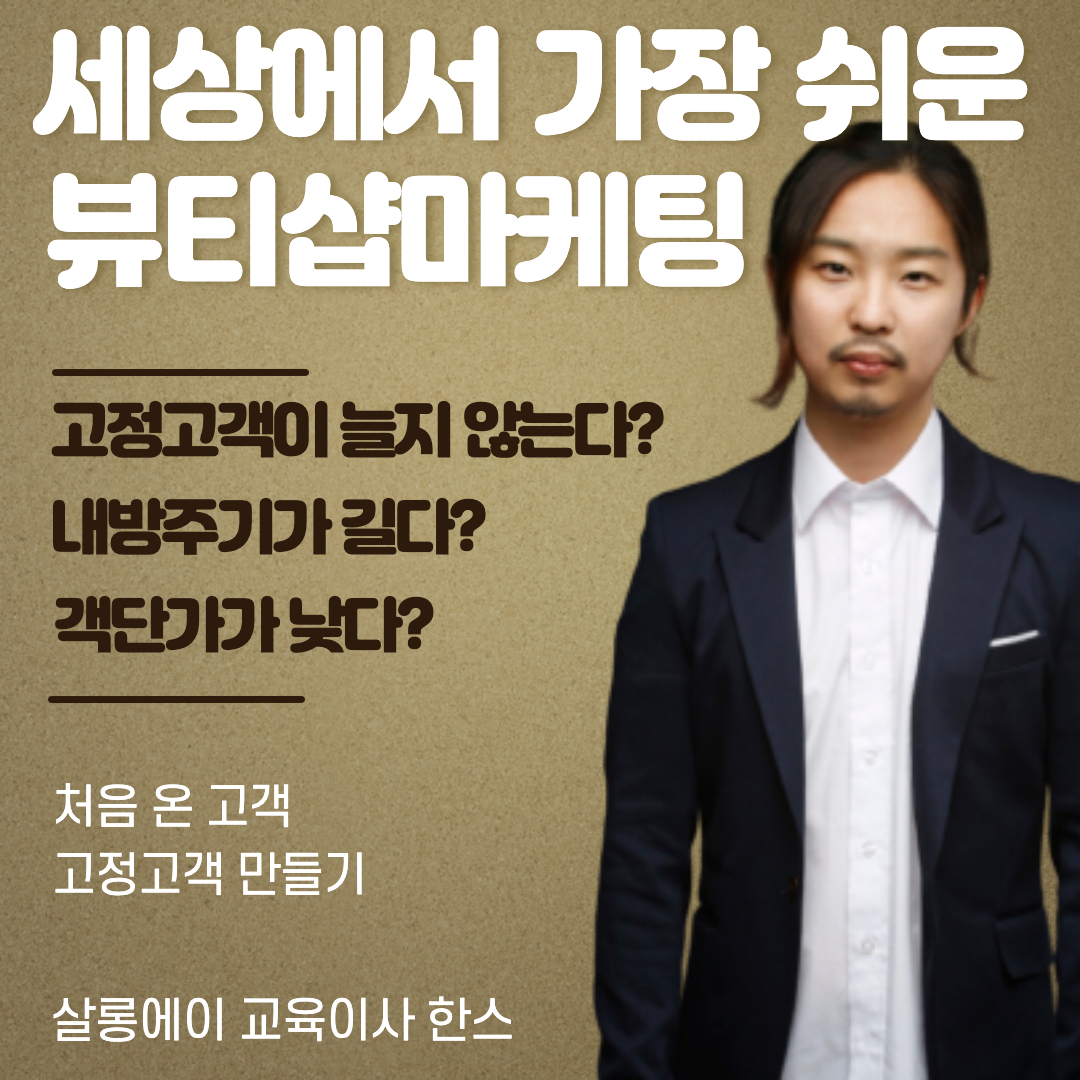 세상에서 가장 쉬운
뷰티샵마케팅
고정고객이 늘지 않는다?
내방주기가 길다?
객단가가 낮다?
처음 온 고객
고정고객 만들기
살롱에이 교육이사 한스